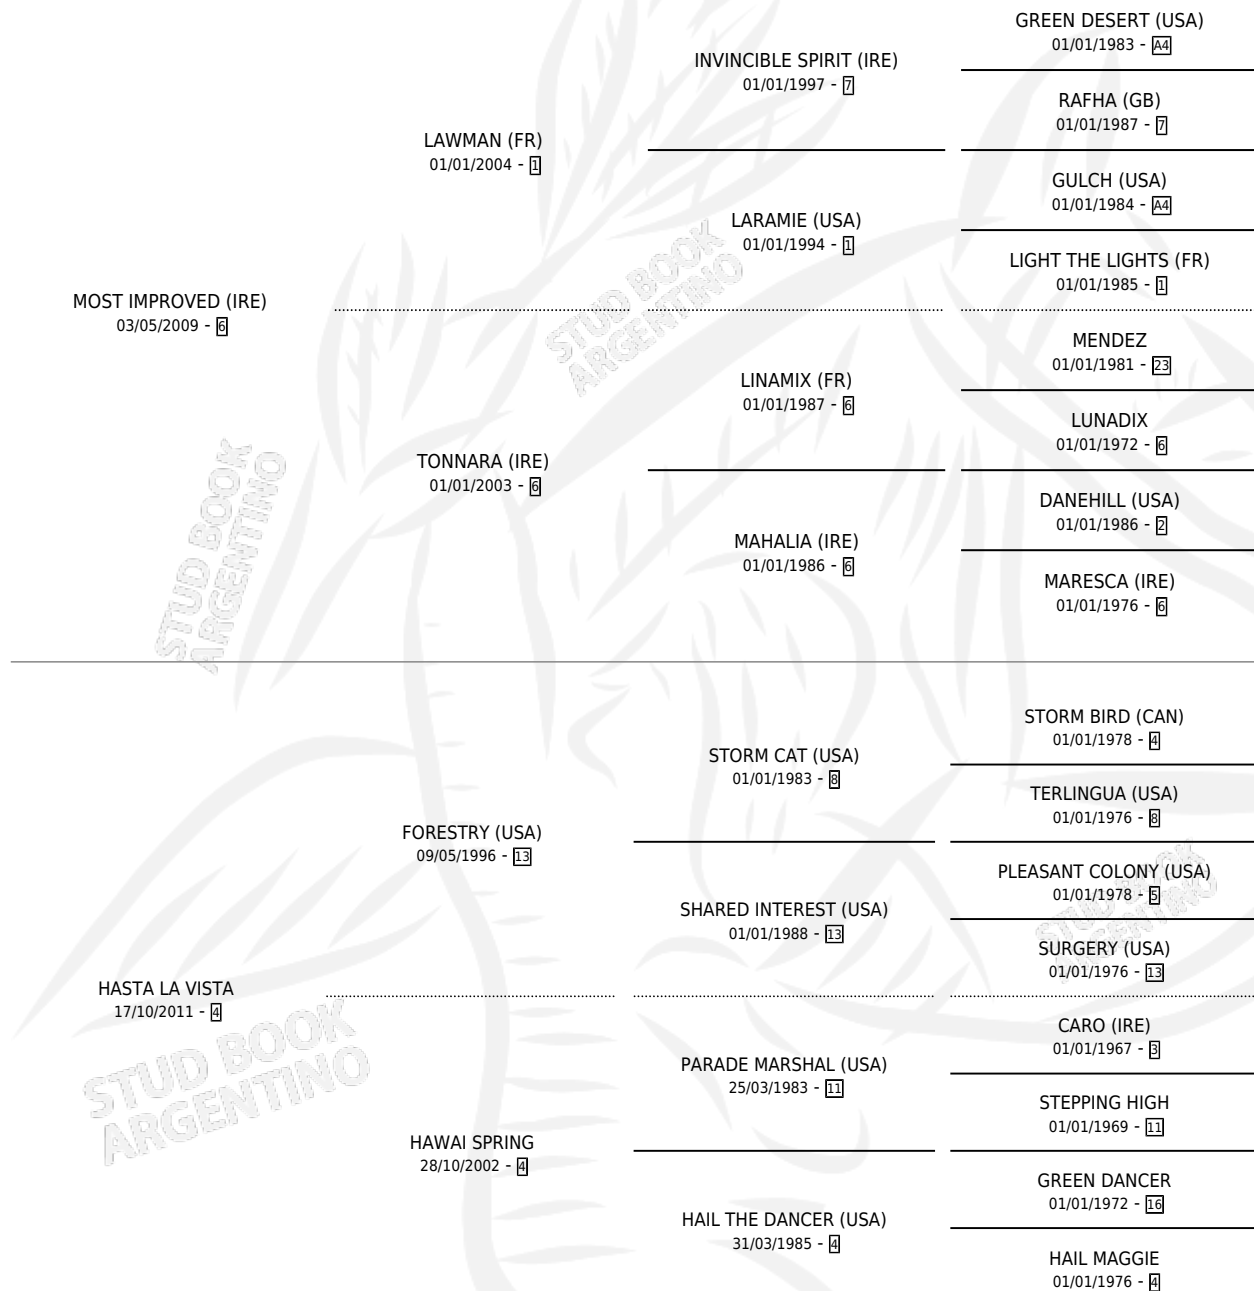 GREEN DESERT (USA)
01/01/1983 - A4
INVINCIBLE SPIRIT (IRE)
01/01/1997 - 7
RAFHA (GB)
01/01/1987 - 7
LAWMAN (FR)
01/01/2004 - 1
GULCH (USA)
01/01/1984 - A4
LARAMIE (USA)
01/01/1994 - 1
LIGHT THE LIGHTS (FR)
01/01/1985 - 1
MOST IMPROVED (IRE)
03/05/2009 - 6
MENDEZ
01/01/1981 - 23
LINAMIX (FR)
01/01/1987 - 6
LUNADIX
01/01/1972 - 6
TONNARA (IRE)
01/01/2003 - 6
DANEHILL (USA)
01/01/1986 - 2
MAHALIA (IRE)
01/01/1986 - 6
MARESCA (IRE)
01/01/1976 - 6
STORM BIRD (CAN)
01/01/1978 - 4
STORM CAT (USA)
01/01/1983 - 8
TERLINGUA (USA)
01/01/1976 - 8
FORESTRY (USA)
09/05/1996 - 13
PLEASANT COLONY (USA)
01/01/1978 - 5
SHARED INTEREST (USA)
01/01/1988 - 13
SURGERY (USA)
01/01/1976 - 13
HASTA LA VISTA
17/10/2011 - 4
CARO (IRE)
01/01/1967 - 3
PARADE MARSHAL (USA)
25/03/1983 - 11
STEPPING HIGH
01/01/1969 - 11
HAWAI SPRING
28/10/2002 - 4
GREEN DANCER
01/01/1972 - 16
HAIL THE DANCER (USA)
31/03/1985 - 4
HAIL MAGGIE
01/01/1976 - 4
STUD BOOK
ARGENTINO
STUD BOOK
ARGENTINO
STUD BOOK
ARGENTINO
STUD BOOK
ARGENTINO